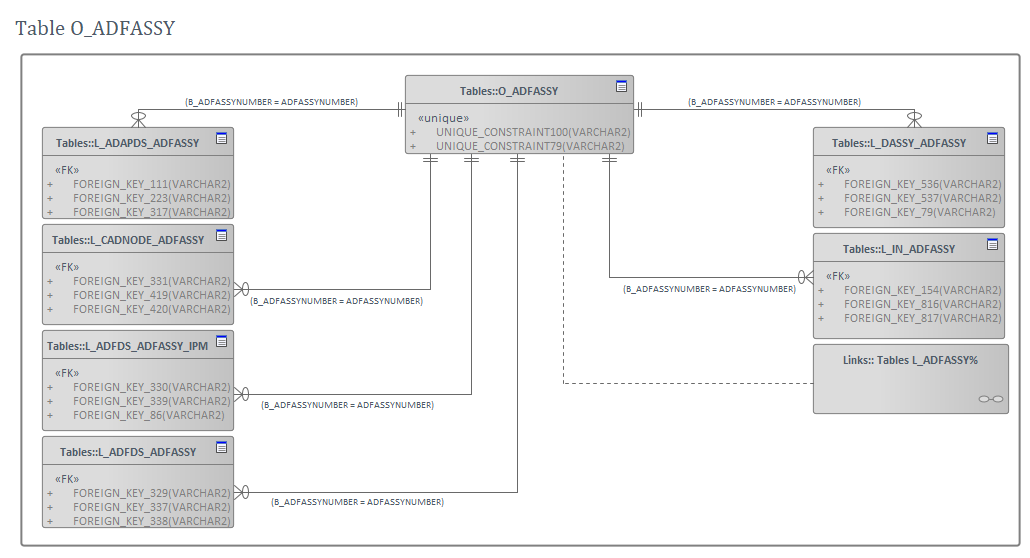 Table O_ADFASSY
Tables::O_ADFASSY
«unique»
+ UNIQUE_CONSTRAINT100(VARCHAR2)
+ UNIQUE_CONSTRAINT79(VARCHAR2)
(B_ADFASSYNUMBER = ADFASSYNUMBER)
(B_ADFASSYNUMBER = ADFASSYNUMBER)
Tables::L_ADAPDS_ADFASSY
«FK»
+ FOREIGN_KEY_111(VARCHAR2)
+ FOREIGN_KEY_223(VARCHAR2)
+ FOREIGN_KEY_317(VARCHAR2)
Tables::L_CADNODE_ADFASSY
«FK»
+ FOREIGN_KEY_331(VARCHAR2)
+ FOREIGN_KEY_419(VARCHAR2)
+ FOREIGN_KEY_420(VARCHAR2)
(B_ADFASSYNUMBER = ADFASSYNUMBER)
Tables::L_ADFDS_ADFASSY_IPM
«FK»
+ FOREIGN_KEY_330(VARCHAR2)
+ FOREIGN_KEY_339(VARCHAR2)
+ FOREIGN_KEY_86(VARCHAR2)
(B_ADFASSYNUMBER = ADFASSYNUMBER)
Tables::L_ADFDS_ADFASSY
«FK»
+ FOREIGN_KEY_329(VARCHAR2)
+ FOREIGN_KEY_337(VARCHAR2)
+ FOREIGN_KEY_338(VARCHAR2)
(B_ADFASSYNUMBER = ADFASSYNUMBER)
Tables::L_DASSY_ADFASSY
«FK»
+ FOREIGN_KEY_536(VARCHAR2)
+ FOREIGN_KEY_537(VARCHAR2)
+ FOREIGN_KEY_79(VARCHAR2)
Tables::L_IN_ADFASSY
«FK»
+ FOREIGN_KEY_154(VARCHAR2)
+ FOREIGN_KEY_816(VARCHAR2)
+ FOREIGN_KEY_817(VARCHAR2)
(B_ADFASSYNUMBER = ADFASSYNUMBER)
Links:: Tables L_ADFASSY%